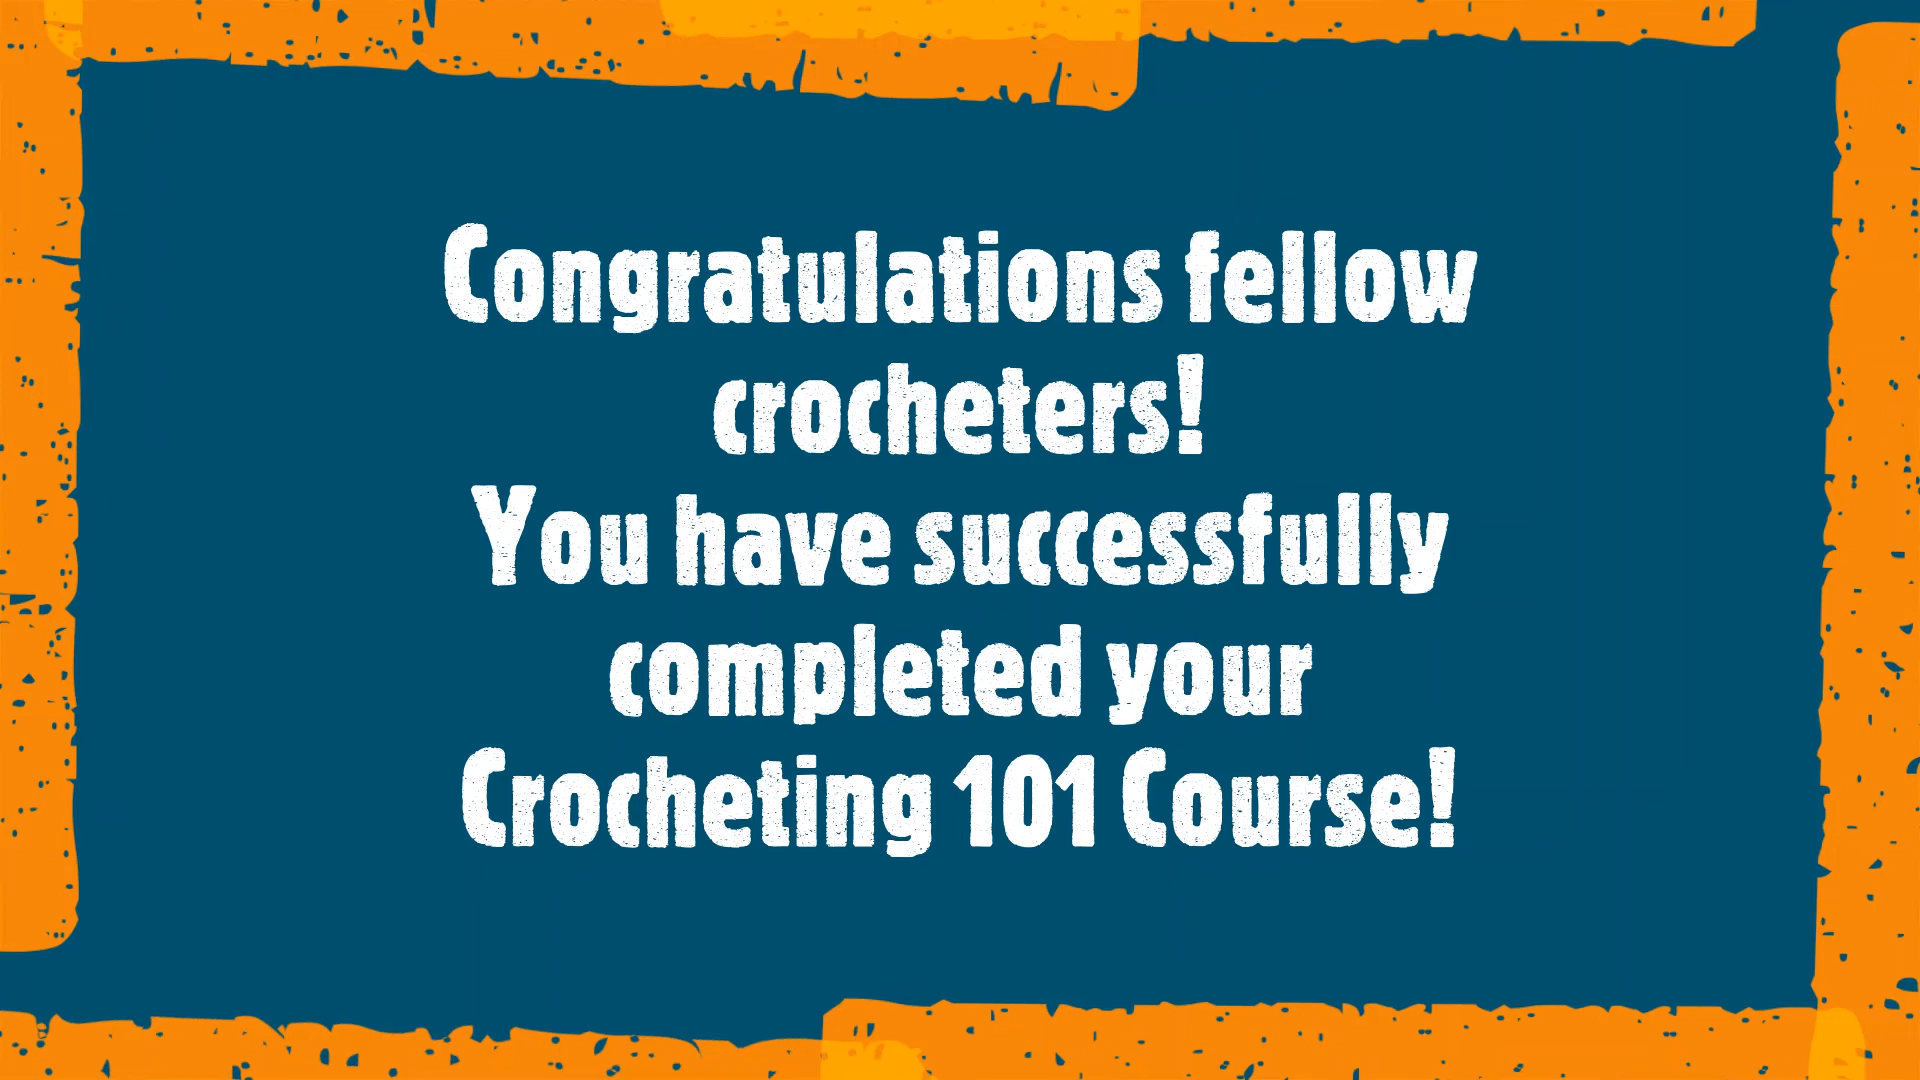 Congratulations fellow
crocheters!
You have successfully
completed your
Crocheting 101 Course!